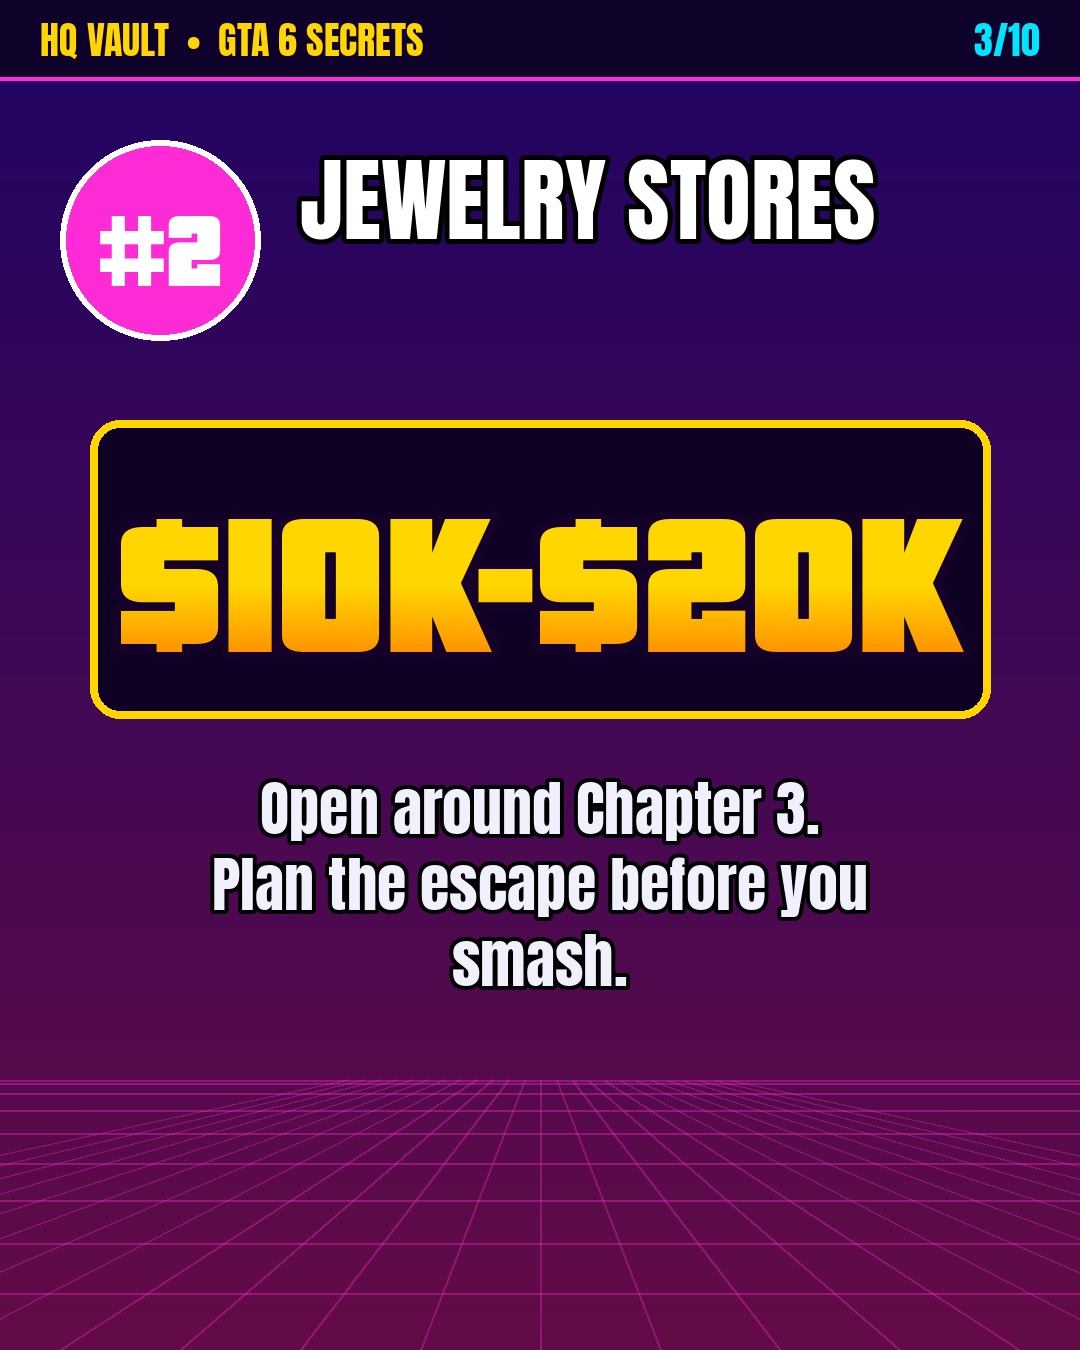 HQ VAULT • GTA 6 SECRETS
3/10
#2
JEWELRY STORES
$10K-$20K
Open around Chapter 3.
Plan the escape before you
smash.